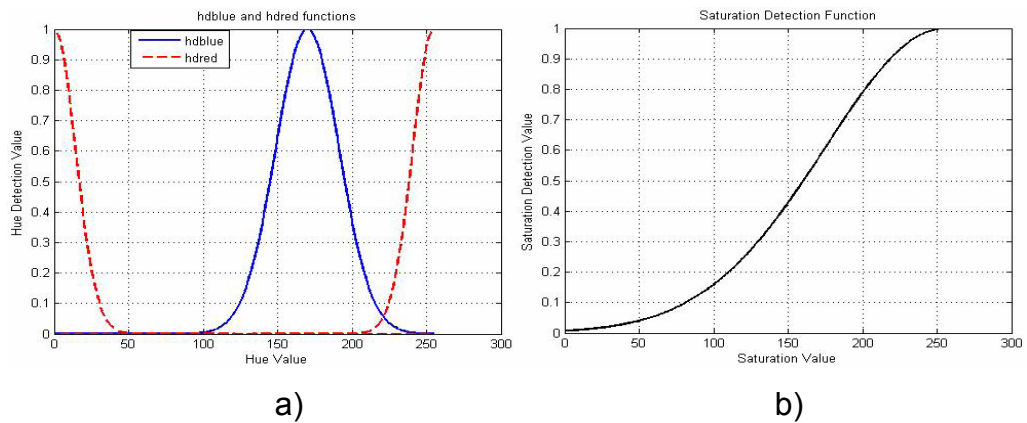 hdblue and hdred functions
hdblue
hdred
Hue Detection Value
1
0.9
0.8
0.7
0.6
0.5
0.4
0.3
0.2
0.1
0
0 50 100 150 200 250 300
Hue Value
a)
Saturation Detection Function
Saturation Detection Value
1
0.9
0.8
0.7
0.6
0.5
0.4
0.3
0.2
0.1
0
0 50 100 150 200 250 300
Saturation Value
b)